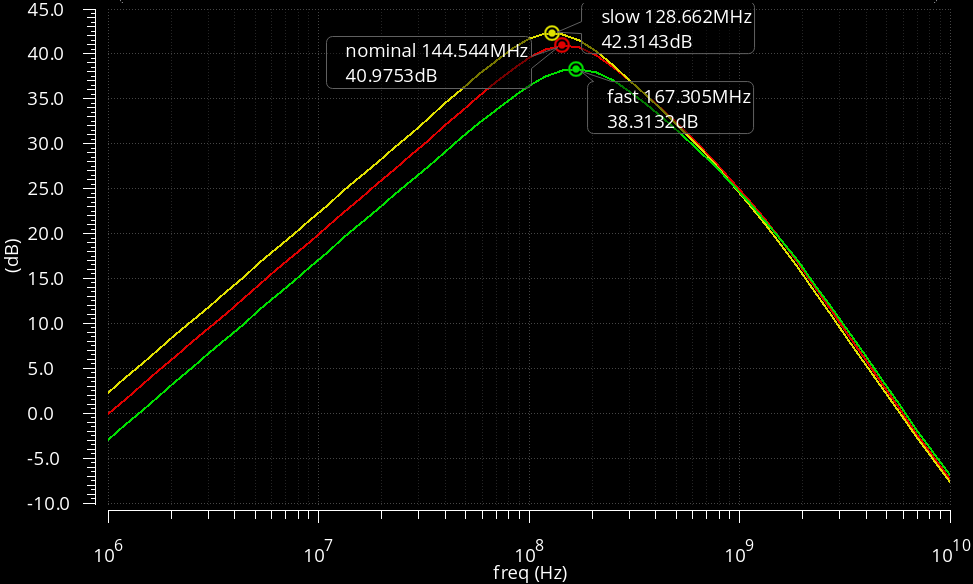 45.0
slow 128.662MHz
42.3143dB
40.0
nominal 144.544MHz
40.9753dB
35.0
fast 167.305MHz
38.3132dB
30.0
25.0
20.0
15.0
10.0
5.0
0.0
-5.0
-10.0
(dB)
10^6
10^7
10^8
10^9
10^10
freq (Hz)